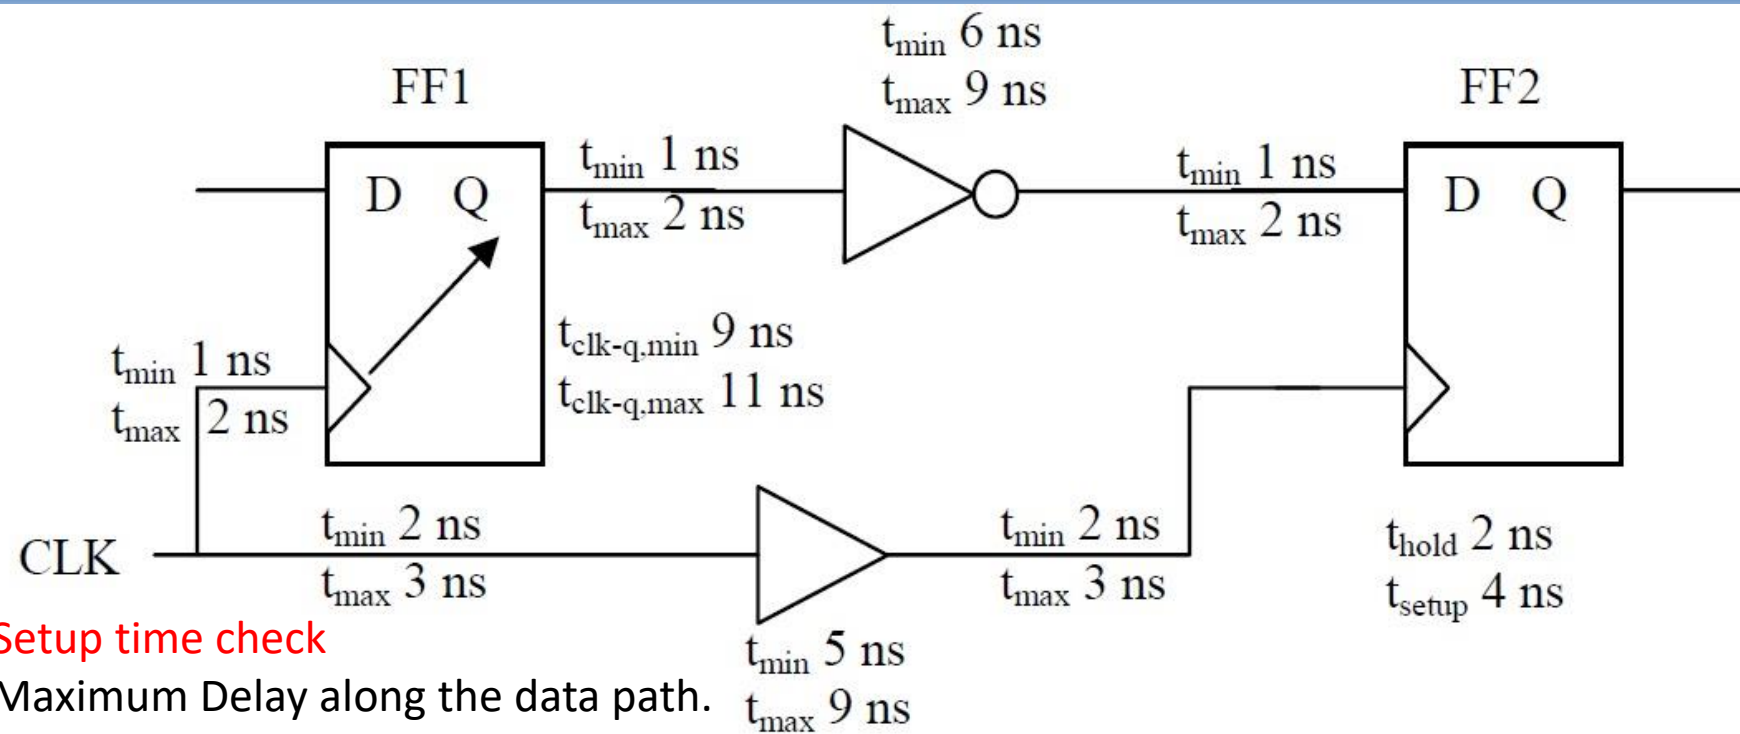 t_min 6 ns
t_max 9 ns
FF1
FF2
t_min 1 ns
t_max 2 ns
t_min 1 ns
t_max 2 ns
D Q
D Q
t_clk-q,min 9 ns
t_clk-q,max 11 ns
t_min 1 ns
t_max 2 ns
t_min 2 ns
t_max 3 ns
t_min 2 ns
t_max 3 ns
t_hold 2 ns
t_setup 4 ns
CLK
Setup time check
t_min 5 ns
t_max 9 ns
Maximum Delay along the data path.